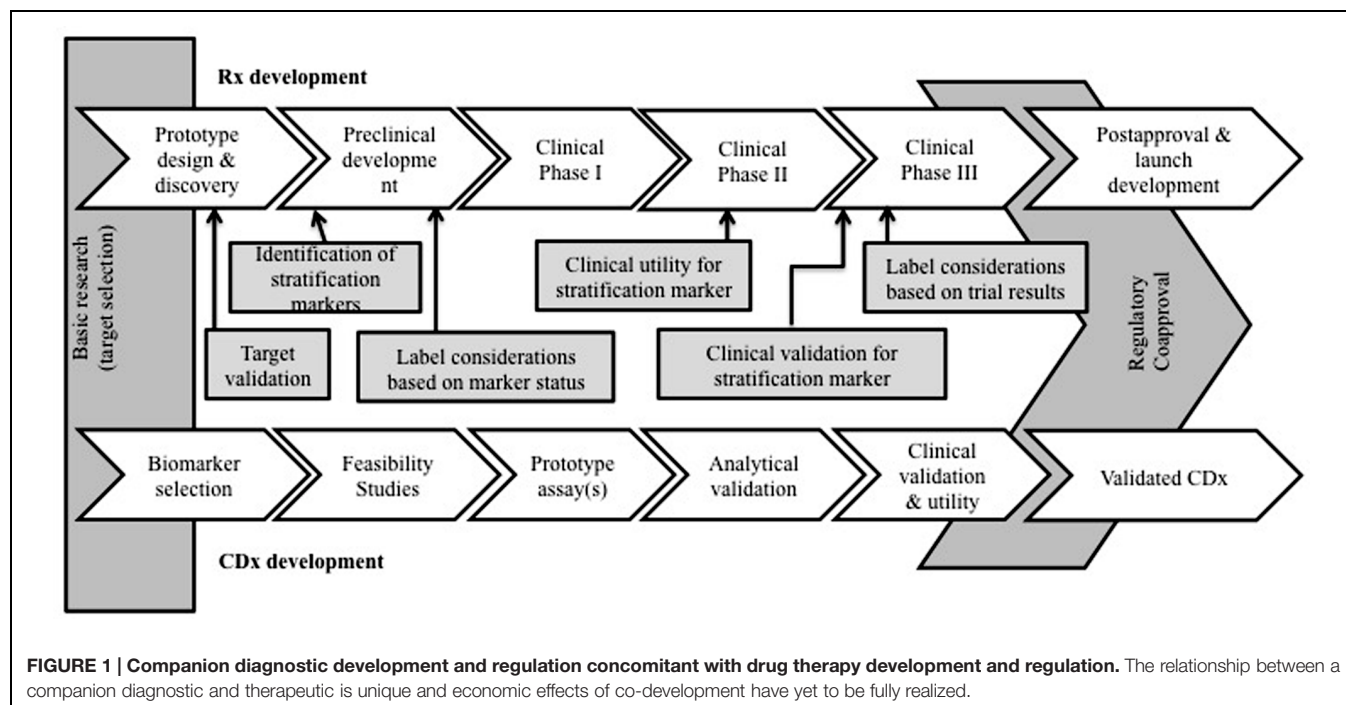 Rx development
Prototype
design &
discovery
Preclinical
developme
nt
Clinical
Phase I
Clinical
Phase II
Clinical
Phase III
Postapproval &
launch
development
Basic research
(target selection)
Identification of
stratification
markers
Target
validation
Label considerations
based on marker status
Clinical utility for
stratification marker
Clinical validation for
stratification marker
Label considerations
based on trial results
Regulatory
Coapproval
Biomarker
selection
Feasibility
Studies
Prototype
assay(s)
Analytical
validation
Clinical
validation
& utility
Validated CDx
CDx development
FIGURE 1 | Companion diagnostic development and regulation concomitant with drug therapy development and regulation. The relationship between a
companion diagnostic and therapeutic is unique and economic effects of co-development have yet to be fully realized.